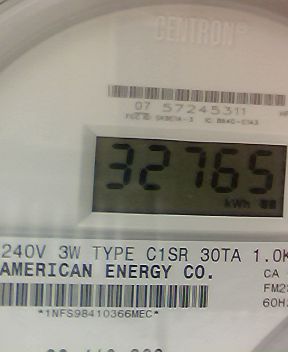 CENTRON®
07 57245311
32765
kWh
240V 3W TYPE C1SR 30TA 1.0K
AMERICAN ENERGY CO.
CA
FM2
60H
*1NFS98410366MEC*